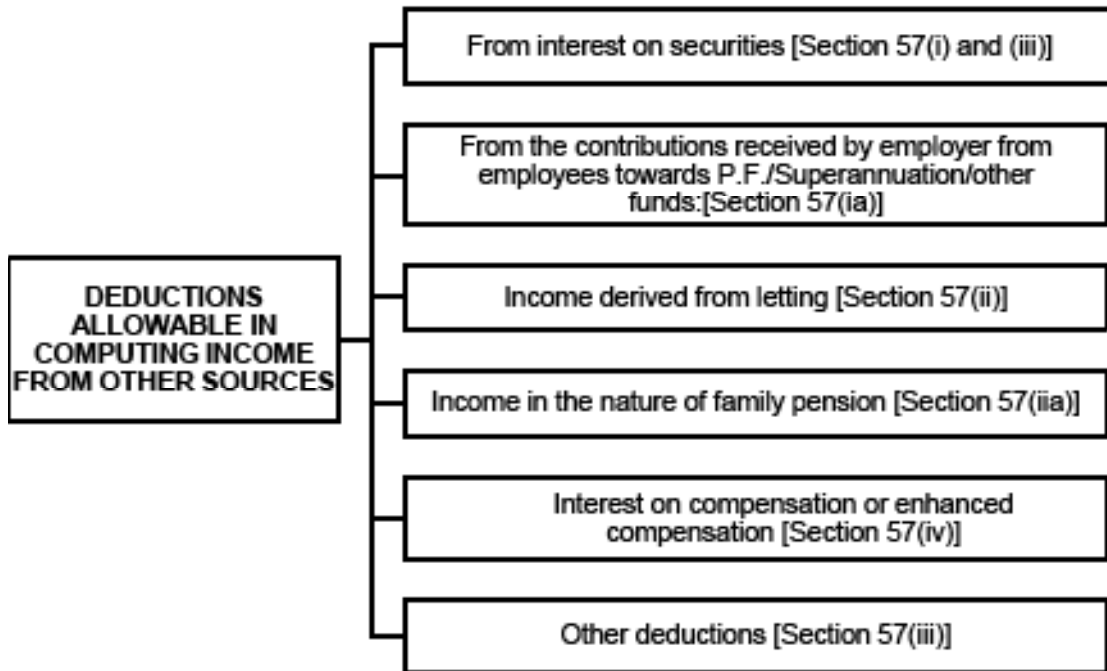 From interest on securities [Section 57(i) and (iii)]
From the contributions received by employer from
employees towards P.F./Superannuation/other
funds:[Section 57(ia)]
DEDUCTIONS
ALLOWABLE IN
COMPUTING INCOME
FROM OTHER SOURCES
Income derived from letting [Section 57(ii)]
Income in the nature of family pension [Section 57(iia)]
Interest on compensation or enhanced
compensation [Section 57(iv)]
Other deductions [Section 57(iii)]